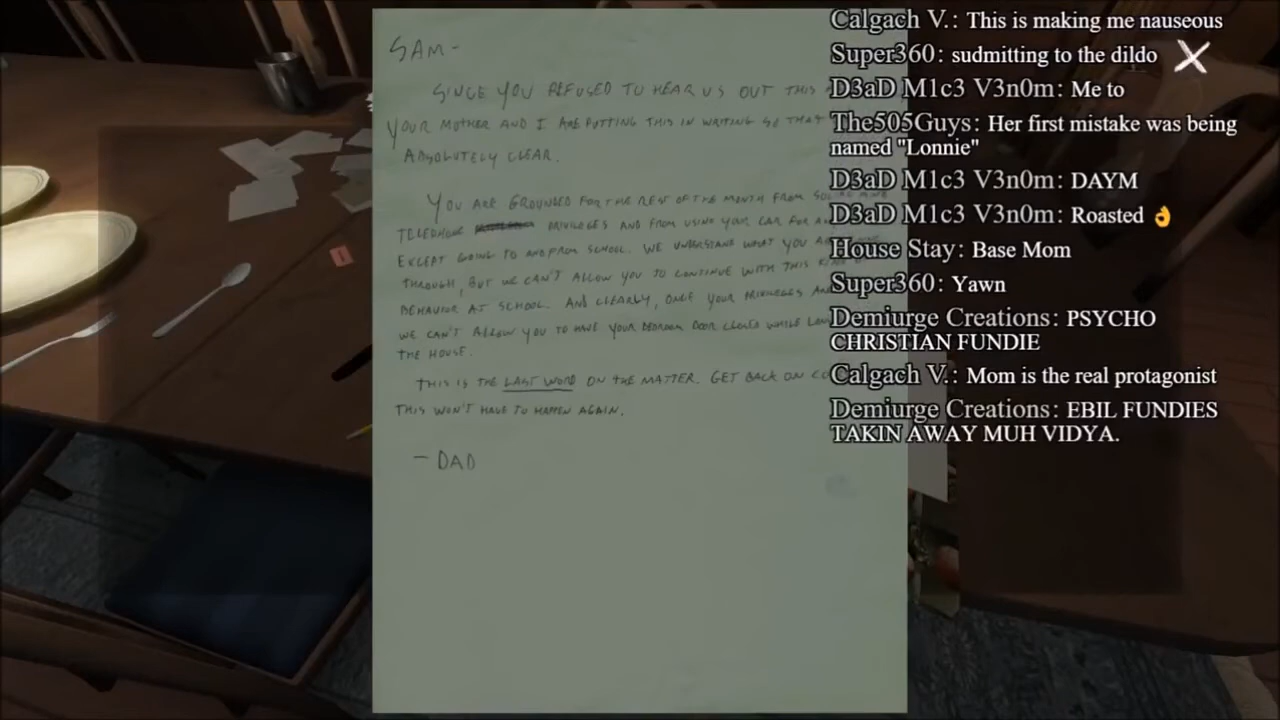 SAM-
SINCE YOU REFUSED TO HEAR US OUT THIS
YOUR MOTHER AND I ARE PUTTING THIS IN WRITING SO THAT
ABSOLUTELY CLEAR.
YOU ARE GROUNDED FOR THE REST OF THE MONTH FROM SOCIAL AND
TELEPHONE PRIVILEGES AND FROM USING YOUR CAR FOR
EXCEPT GOING TO AND FROM SCHOOL. WE UNDERSTAND WHAT YOU ARE
THROUGH, BUT WE CAN'T ALLOW YOU TO CONTINUE WITH THIS KIND OF
BEHAVIOR AT SCHOOL. AND CLEARLY, ONCE YOUR PRIVILEGES
WE CAN'T ALLOW YOU TO HAVE YOUR BEDROOM DOOR CLOSED WHILE
THE HOUSE.
THIS IS THE LAST WORD ON THE MATTER. GET BACK ON
THIS WON'T HAVE TO HAPPEN AGAIN.
- DAD
Calgach V.: This is making me nauseous
Super360: sudmitting to the dildo
D3aD M1c3 V3n0m: Me to
The505Guys: Her first mistake was being
named "Lonnie"
D3aD M1c3 V3n0m: DAYM
D3aD M1c3 V3n0m: Roasted 👌
House Stay: Base Mom
Super360: Yawn
Demiurge Creations: PSYCHO
CHRISTIAN FUNDIE
Calgach V.: Mom is the real protagonist
Demiurge Creations: EBIL FUNDIES
TAKIN AWAY MUH VIDYA.